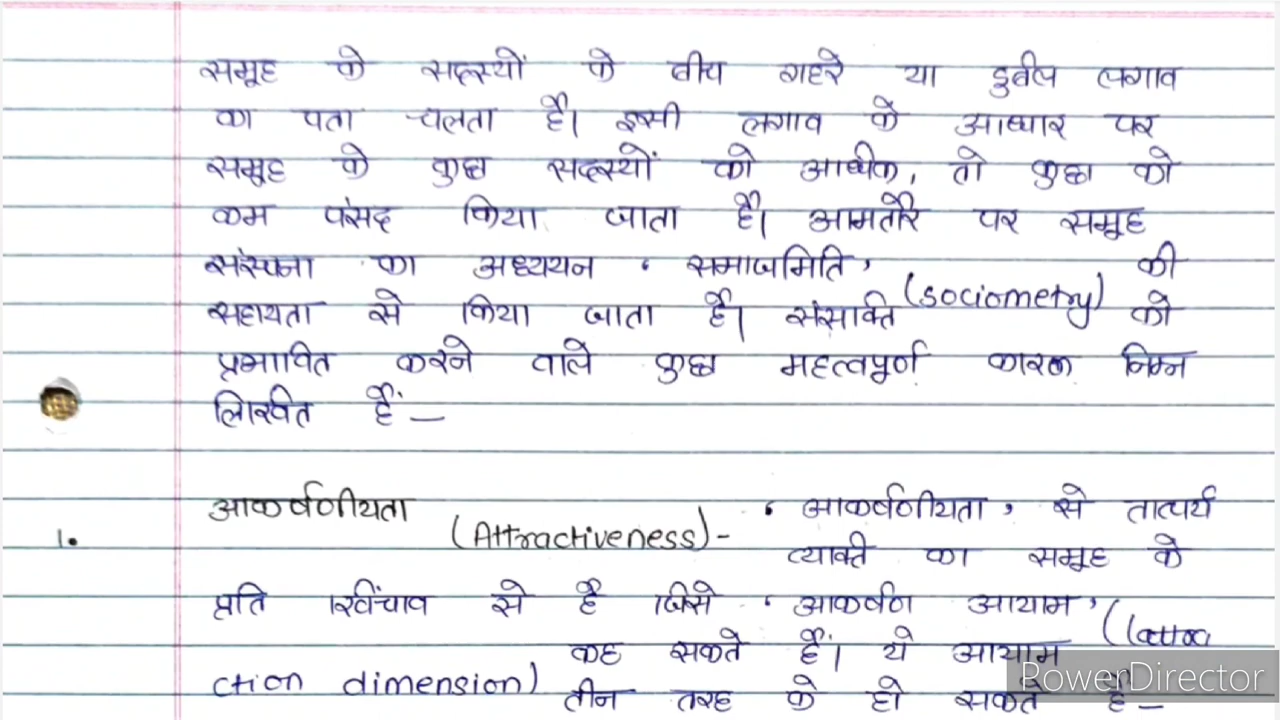 समूह के सदस्यों के बीच गहरे या दुर्बल लगाव
का पता चलता है। इसी लगाव के आधार पर
समूह के कुछ सदस्यों को अधिक, तो कुछ को
कम पंसद किया जाता है। आमतौर पर समूह
संरचना का अध्ययन ‘ समाजमिति ’ (sociometry) की
सहायता से किया जाता है। संसक्ति को
प्रभावित करने वाले कुछ महत्वपूर्ण कारक निम्न
लिखित हैं —
1. आकर्षणीयता (Attractiveness) - ‘ आकर्षणीयता ’ से तात्पर्य
व्यक्ति का समूह के
प्रति खिंचाव से है जिसे ‘ आकर्षण आयाम ’
ction dimension) कह सकते हैं। ये आयाम
तीन तरह के हो सकते हैं —
PowerDirector